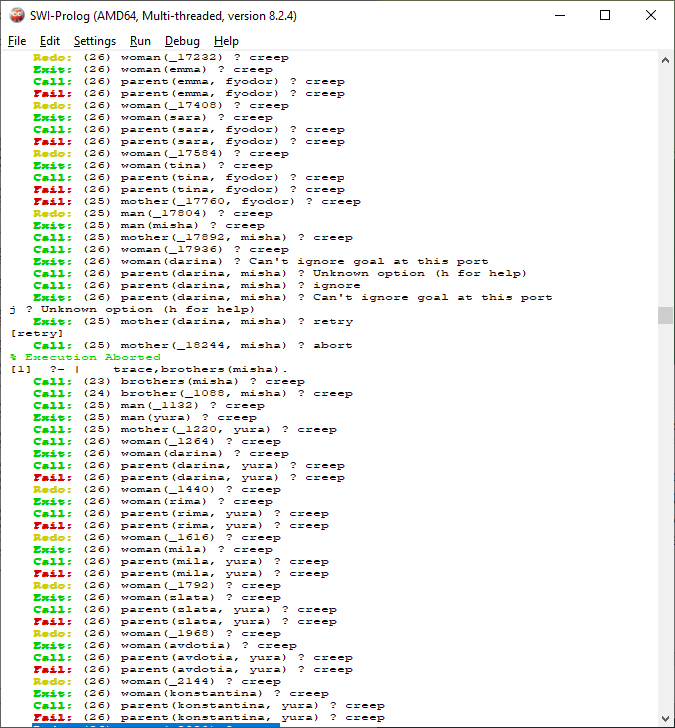 SWI-Prolog (AMD64, Multi-threaded, version 8.2.4)
File Edit Settings Run Debug Help
Redo: (26) woman(_17232) ? creep
Exit: (26) woman(emma) ? creep
Call: (26) parent(emma, fyodor) ? creep
Fail: (26) parent(emma, fyodor) ? creep
Redo: (26) woman(_17408) ? creep
Exit: (26) woman(sara) ? creep
Call: (26) parent(sara, fyodor) ? creep
Fail: (26) parent(sara, fyodor) ? creep
Redo: (26) woman(_17584) ? creep
Exit: (26) woman(tina) ? creep
Call: (26) parent(tina, fyodor) ? creep
Fail: (26) parent(tina, fyodor) ? creep
Fail: (25) mother(_17760, fyodor) ? creep
Redo: (25) man(_17804) ? creep
Exit: (25) man(misha) ? creep
Call: (25) mother(_17892, misha) ? creep
Call: (26) woman(_17936) ? creep
Exit: (26) woman(darina) ? Can't ignore goal at this port
Call: (26) parent(darina, misha) ? Unknown option (h for help)
Call: (26) parent(darina, misha) ? ignore
Exit: (26) parent(darina, misha) ? Can't ignore goal at this port
j ? Unknown option (h for help)
Exit: (25) mother(darina, misha) ? retry
[retry]
Call: (25) mother(_18244, misha) ? abort
% Execution Aborted
[1] ?- | trace,brothers(misha).
Call: (23) brothers(misha) ? creep
Call: (24) brother(_1088, misha) ? creep
Call: (25) man(_1132) ? creep
Exit: (25) man(yura) ? creep
Call: (25) mother(_1220, yura) ? creep
Call: (26) woman(_1264) ? creep
Exit: (26) woman(darina) ? creep
Call: (26) parent(darina, yura) ? creep
Fail: (26) parent(darina, yura) ? creep
Redo: (26) woman(_1440) ? creep
Exit: (26) woman(rima) ? creep
Call: (26) parent(rima, yura) ? creep
Fail: (26) parent(rima, yura) ? creep
Redo: (26) woman(_1616) ? creep
Exit: (26) woman(mila) ? creep
Call: (26) parent(mila, yura) ? creep
Fail: (26) parent(mila, yura) ? creep
Redo: (26) woman(_1792) ? creep
Exit: (26) woman(zlata) ? creep
Call: (26) parent(zlata, yura) ? creep
Fail: (26) parent(zlata, yura) ? creep
Redo: (26) woman(_1968) ? creep
Exit: (26) woman(avdotia) ? creep
Call: (26) parent(avdotia, yura) ? creep
Fail: (26) parent(avdotia, yura) ? creep
Redo: (26) woman(_2144) ? creep
Exit: (26) woman(konstantina) ? creep
Call: (26) parent(konstantina, yura) ? creep
Fail: (26) parent(konstantina, yura) ? creep